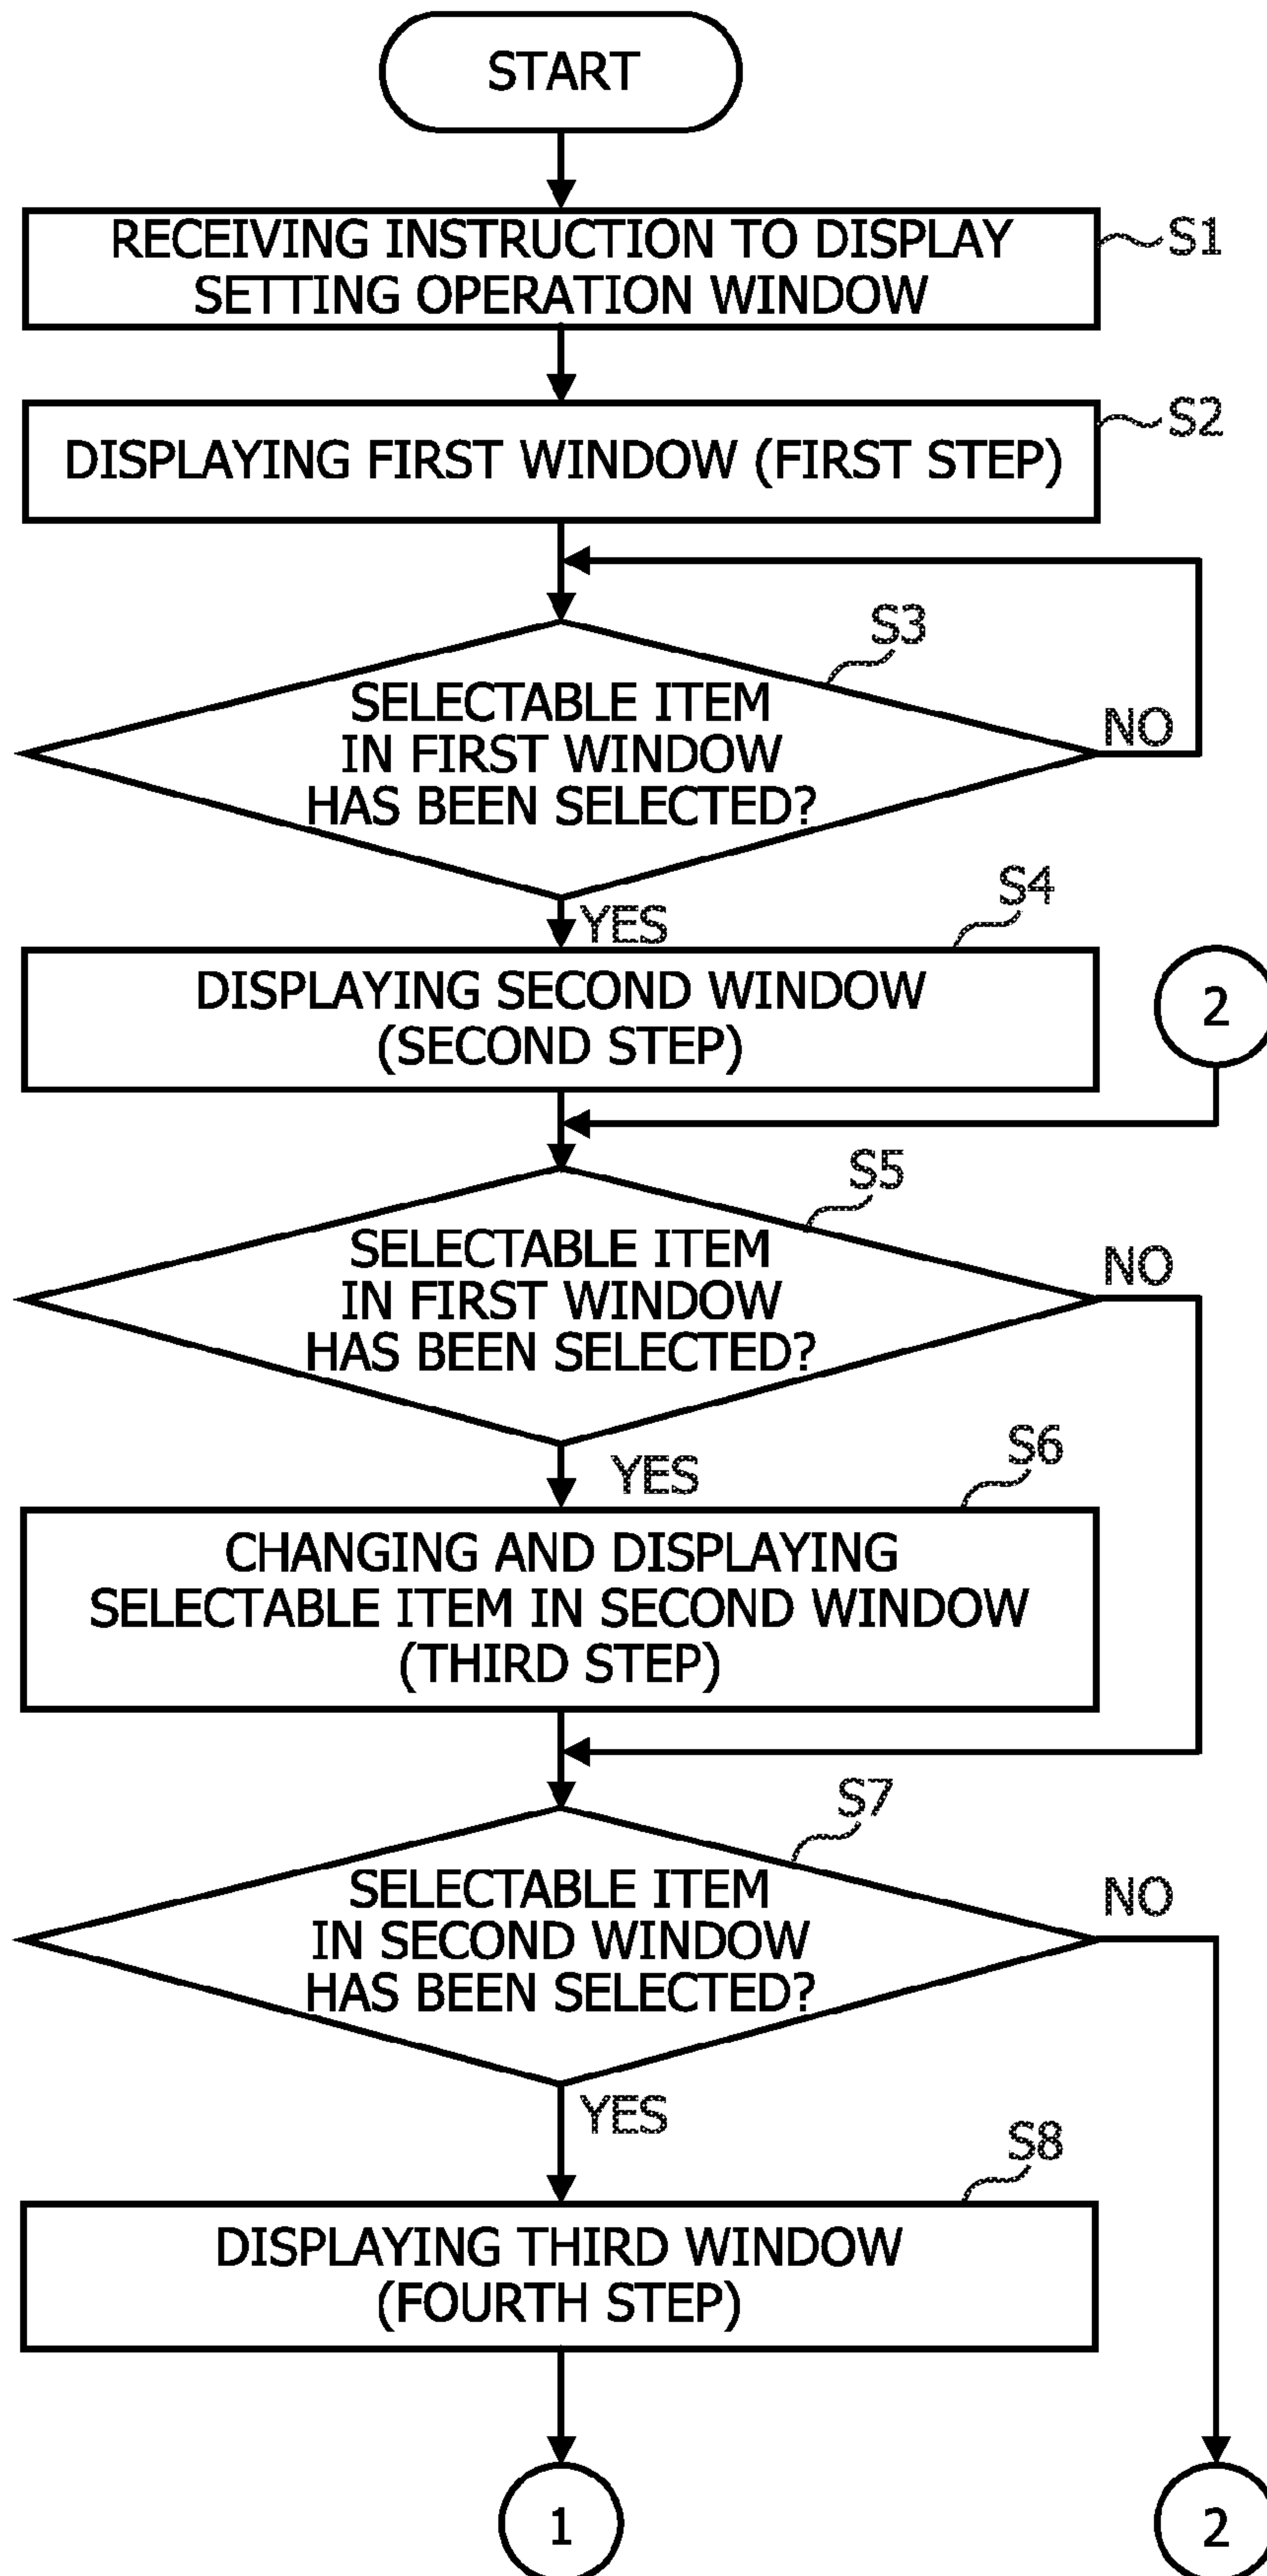 START
RECEIVING INSTRUCTION TO DISPLAY
SETTING OPERATION WINDOW
S1
DISPLAYING FIRST WINDOW (FIRST STEP)
S2
S3
SELECTABLE ITEM
IN FIRST WINDOW
HAS BEEN SELECTED?
NO
YES
S4
DISPLAYING SECOND WINDOW
(SECOND STEP)
2
S5
SELECTABLE ITEM
IN FIRST WINDOW
HAS BEEN SELECTED?
NO
YES
S6
CHANGING AND DISPLAYING
SELECTABLE ITEM IN SECOND WINDOW
(THIRD STEP)
S7
SELECTABLE ITEM
IN SECOND WINDOW
HAS BEEN SELECTED?
NO
YES
S8
DISPLAYING THIRD WINDOW
(FOURTH STEP)
1
2